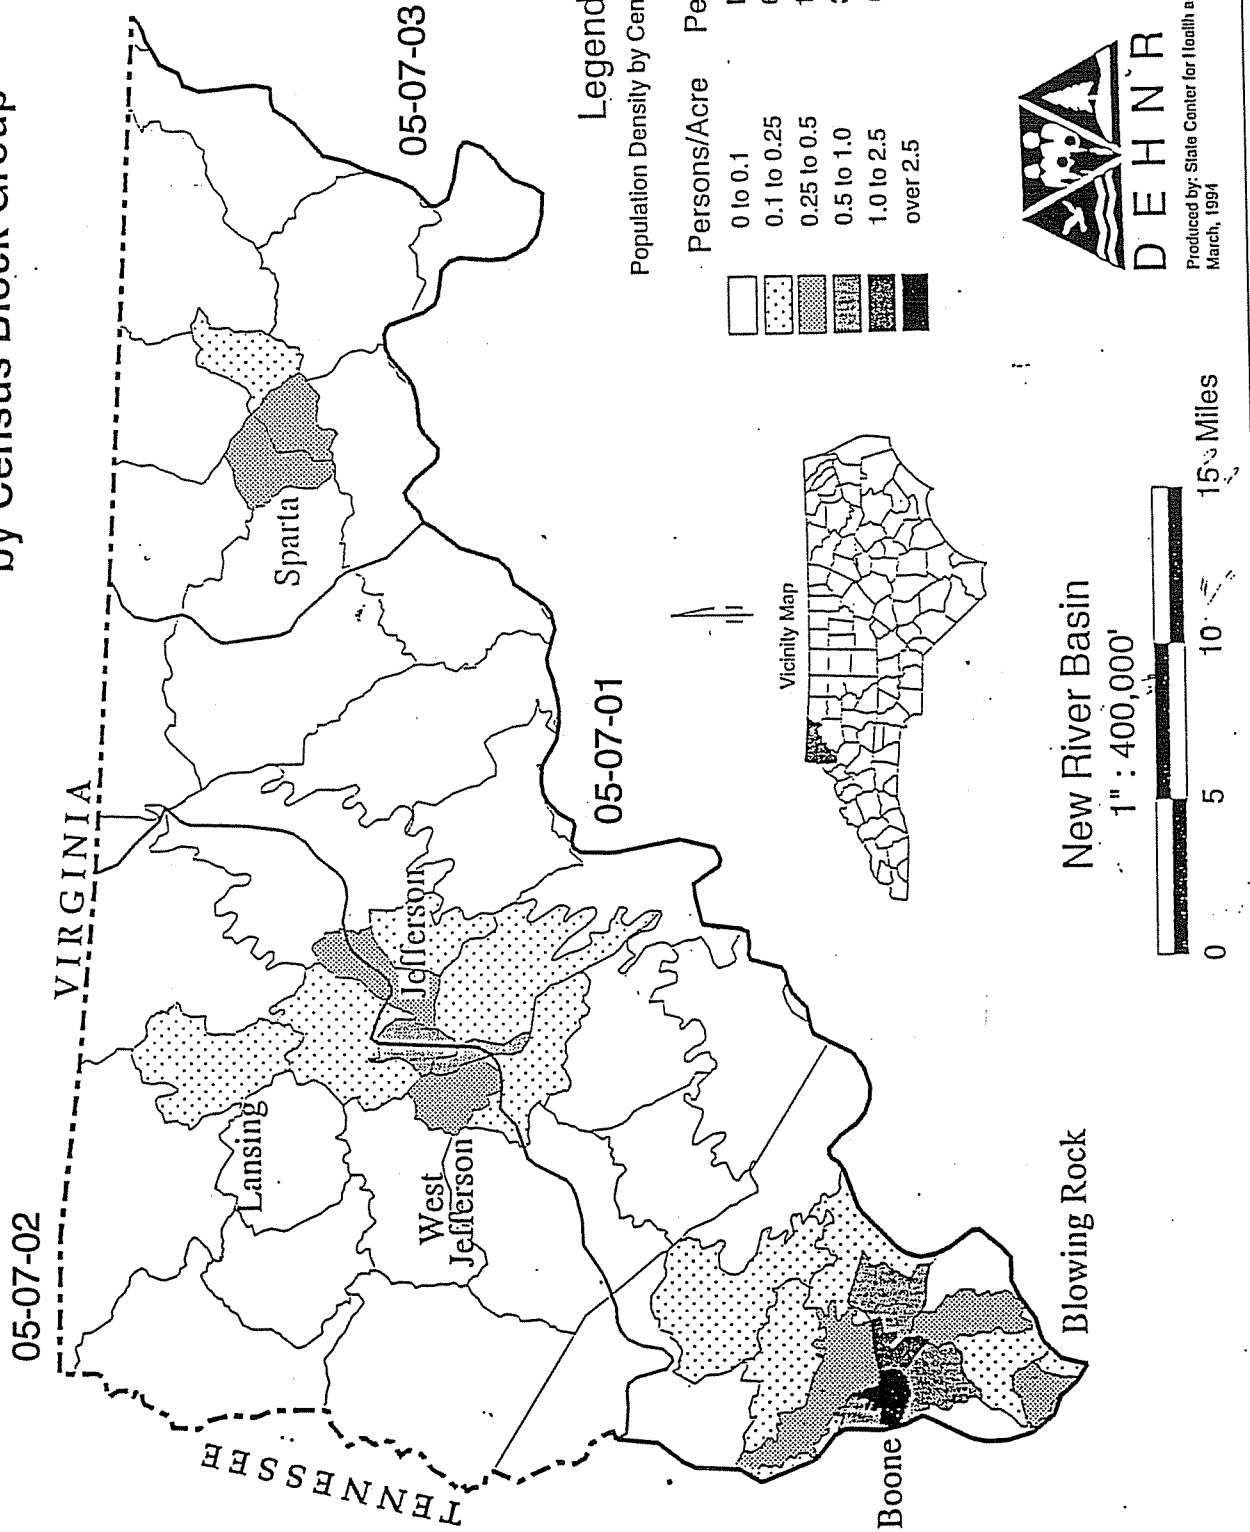 by Census Block Group
05-07-02
VIRGINIA
TENNESSEE
Lansing
West
Jefferson
Jefferson
Sparta
05-07-03
05-07-01
Boone
Blowing Rock
Legend
Population Density by Cen
Persons/Acre Pe
0 to 0.1
0.1 to 0.25
0.25 to 0.5
0.5 to 1.0
1.0 to 2.5
over 2.5
Vicinity Map
New River Basin
1" : 400,000'
0 5 10 15 Miles
DEHNR
Produced by: State Center for Health a
March, 1994